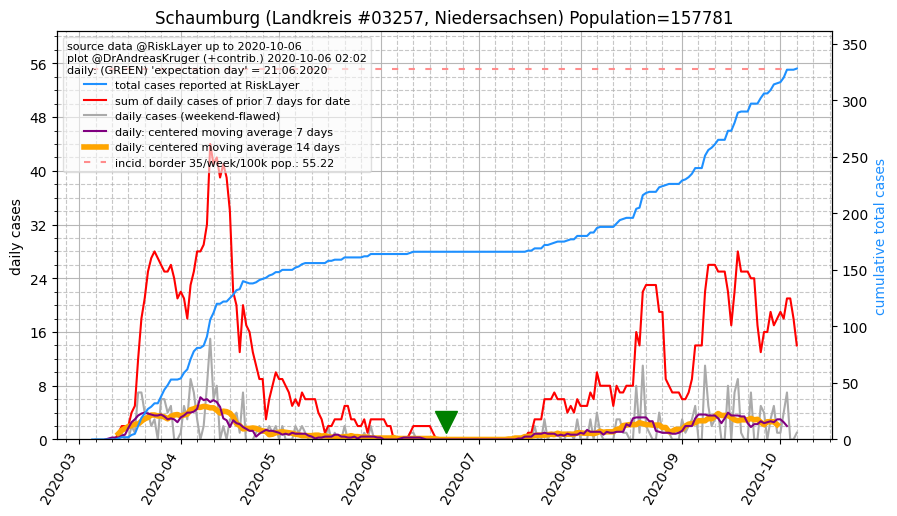 Schaumburg (Landkreis #03257, Niedersachsen) Population=157781
source data @RiskLayer up to 2020-10-06
plot @DrAndreasKruger (+contrib.) 2020-10-06 02:02
daily: (GREEN) 'expectation day' = 21.06.2020
total cases reported at RiskLayer
sum of daily cases of prior 7 days for date
daily cases (weekend-flawed)
daily: centered moving average 7 days
daily: centered moving average 14 days
incid. border 35/week/100k pop.: 55.22
daily cases
56
48
40
32
24
16
8
0
350
300
250
200
150
100
50
0
cumulative total cases
2020-03
2020-04
2020-05
2020-06
2020-07
2020-08
2020-09
2020-10